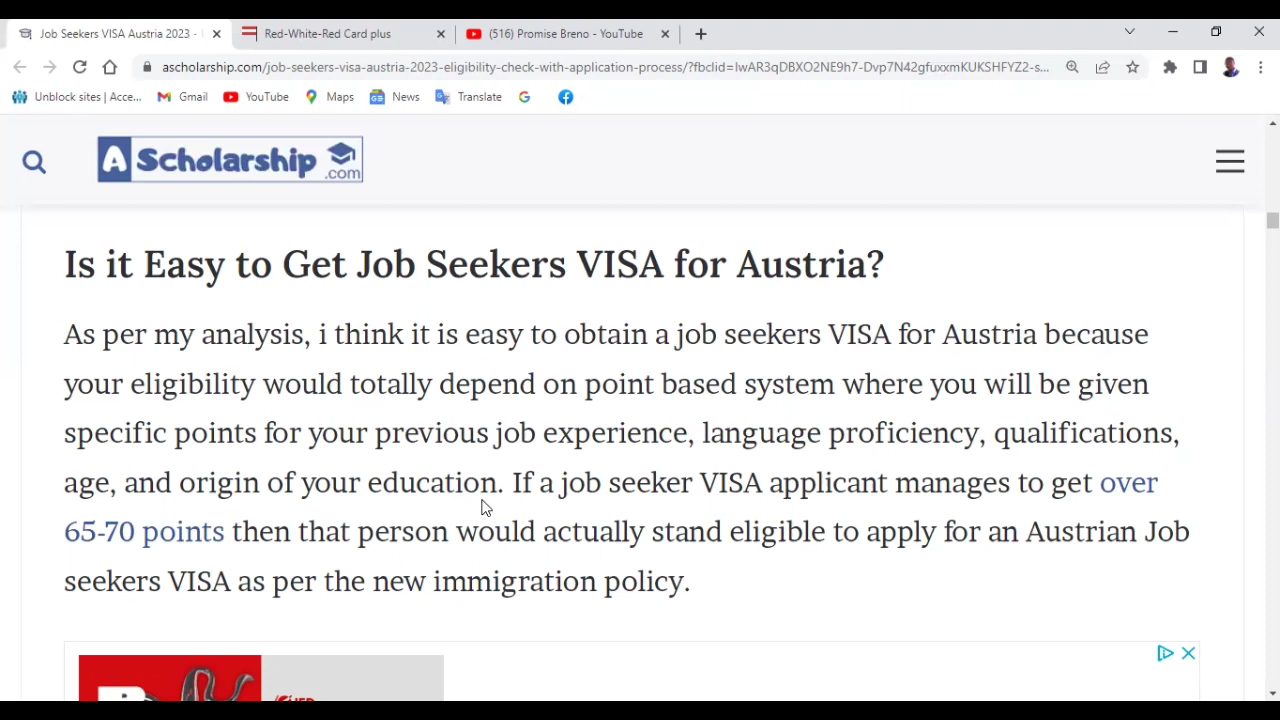 Job Seekers VISA Austria 2023 -
Red-White-Red Card plus
(516) Promise Breno - YouTube
ascholarship.com/job-seekers-visa-austria-2023-eligibility-check-with-application-process/?fbclid=IwAR3qDBXO2NE9h7-Dvp7N42gfuxxmKUKSHFYZ2-s...
Unblock sites | Acce...
Gmail
YouTube
Maps
News
Translate
A Scholarship .com
Is it Easy to Get Job Seekers VISA for Austria?
As per my analysis, i think it is easy to obtain a job seekers VISA for Austria because
your eligibility would totally depend on point based system where you will be given
specific points for your previous job experience, language proficiency, qualifications,
age, and origin of your education. If a job seeker VISA applicant manages to get over
65-70 points then that person would actually stand eligible to apply for an Austrian Job
seekers VISA as per the new immigration policy.